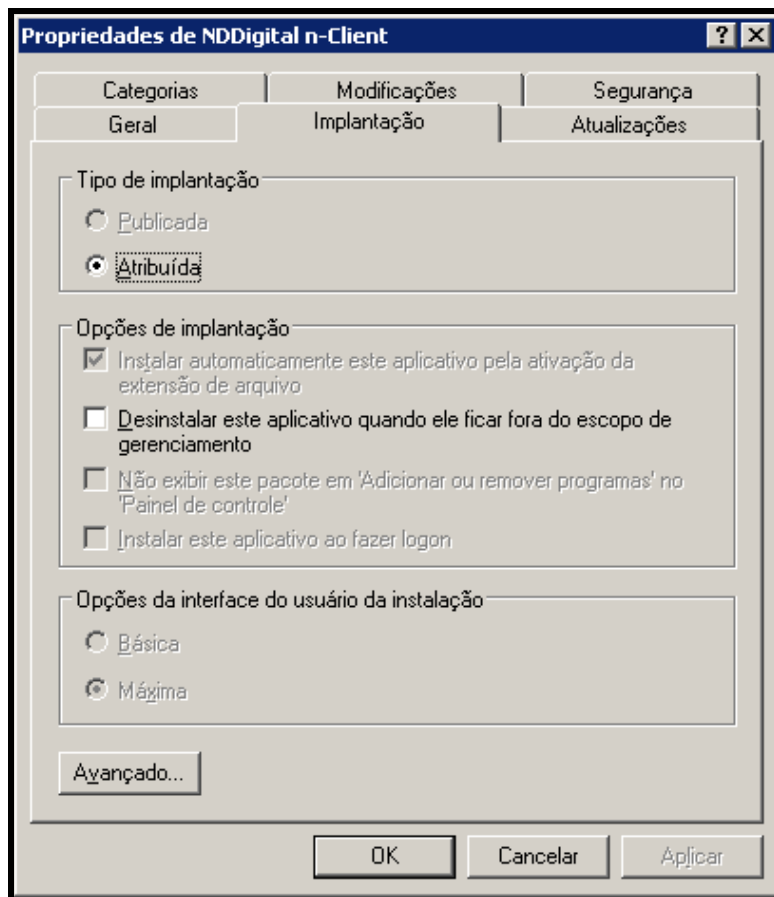 Propriedades de NDDigital n-Client
Categorias
Modificações
Segurança
Geral
Implantação
Atualizações
Tipo de implantação
Publicada
Atribuída
Opções de implantação
Instalar automaticamente este aplicativo pela ativação da
extensão de arquivo
Desinstalar este aplicativo quando ele ficar fora do escopo de
gerenciamento
Não exibir este pacote em 'Adicionar ou remover programas' no
'Painel de controle'
Instalar este aplicativo ao fazer logon
Opções da interface do usuário da instalação
Básica
Máxima
Avançado...
OK
Cancelar
Aplicar